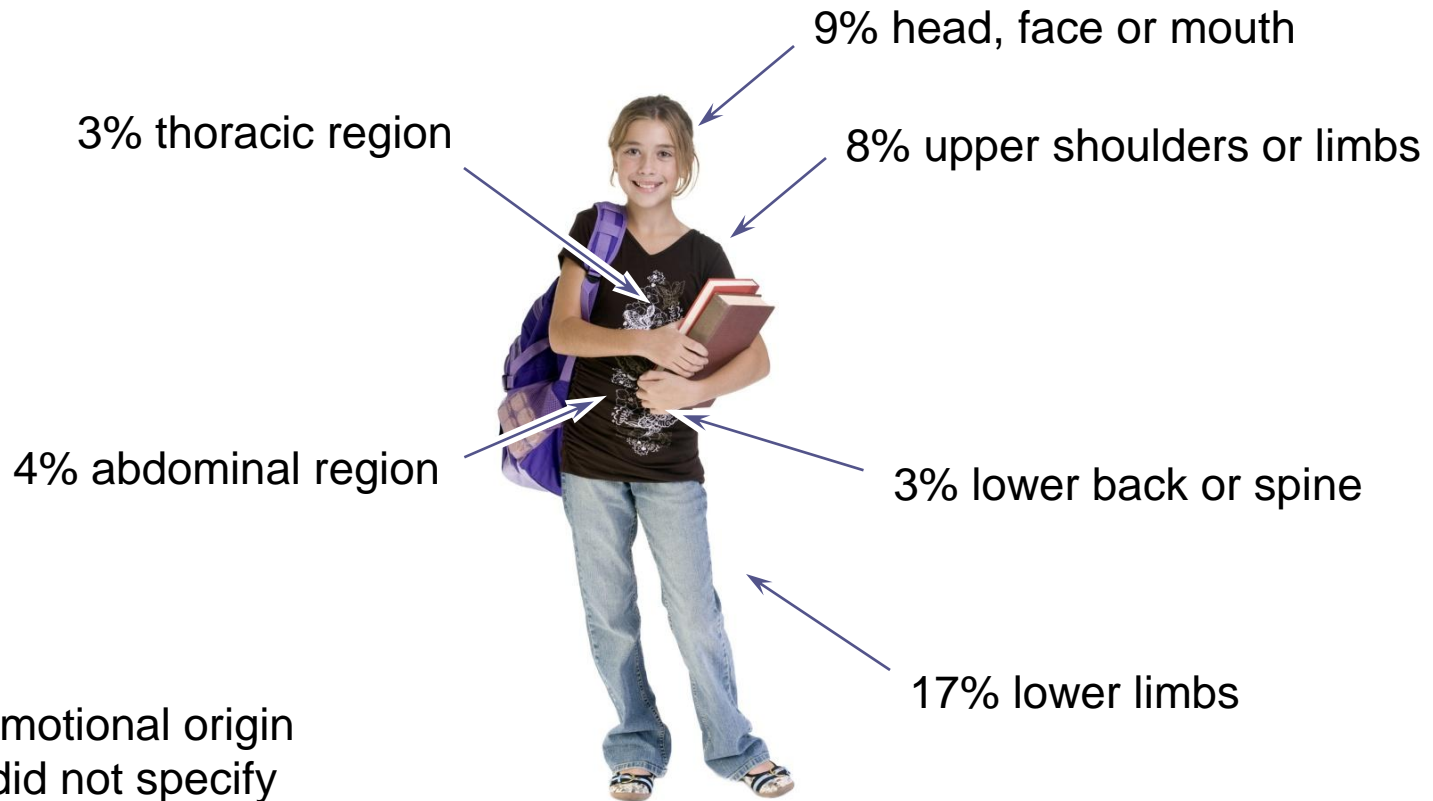 9% head, face or mouth
3% thoracic region
8% upper shoulders or limbs
4% abdominal region
3% lower back or spine
17% lower limbs
motional origin
did not specify